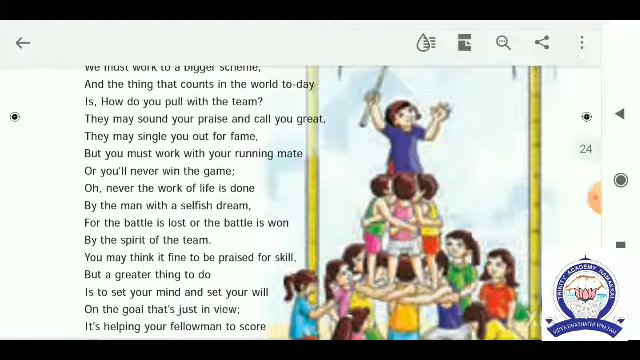 We must work to a bigger scheme,
And the thing that counts in the world to-day
Is, How do you pull with the team?
They may sound your praise and call you great,
They may single you out for fame,
But you must work with your running mate
Or you'll never win the game;
Oh, never the work of life is done
By the man with a selfish dream,
For the battle is lost or the battle is won
By the spirit of the team.
You may think it fine to be praised for skill,
But a greater thing to do
Is to set your mind and set your will
On the goal that's just in view;
It's helping your fellowman to score
24
TRINITY ACADEMY NAMAKKAL